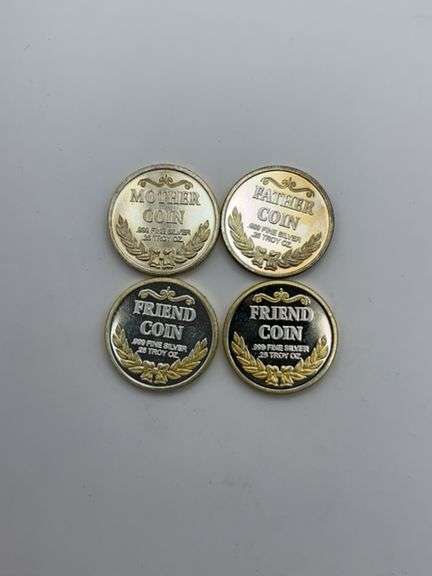 MOTHER
COIN
.999 FINE SILVER
.25 TROY OZ.
FATHER
COIN
.999 FINE SILVER
.25 TROY OZ.
FRIEND
COIN
.999 FINE SILVER
.25 TROY OZ.
FRIEND
COIN
.999 FINE SILVER
.25 TROY OZ.